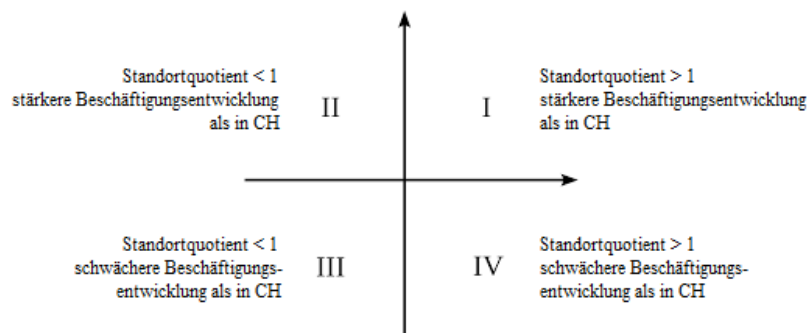 Standortquotient < 1
stärkere Beschäftigungsentwicklung
als in CH
II
I
Standortquotient > 1
stärkere Beschäftigungsentwicklung
als in CH
Standortquotient < 1
schwächere Beschäftigungs-
entwicklung als in CH
III
IV
Standortquotient > 1
schwächere Beschäftigungs-
entwicklung als in CH